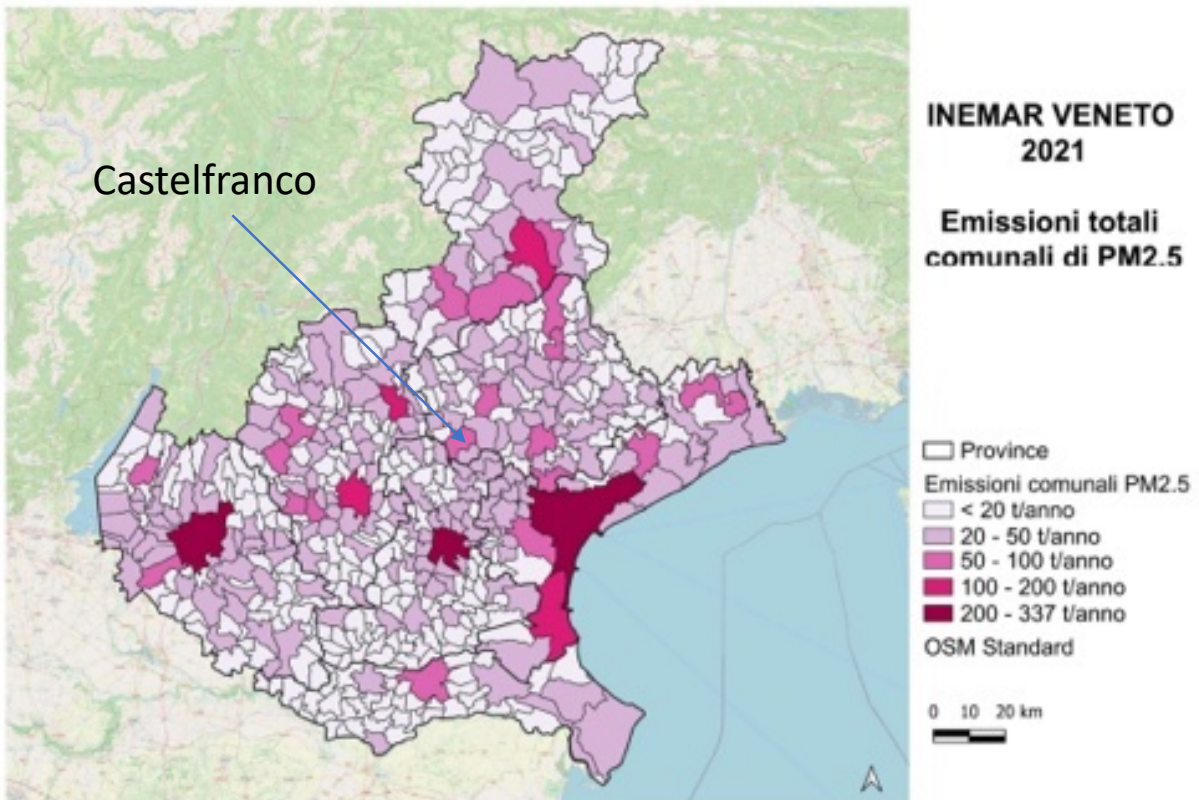 Castelfranco
INEMAR VENETO
2021
Emissioni totali
comunali di PM2.5
Province
Emissioni comunali PM2.5
< 20 t/anno
20 - 50 t/anno
50 - 100 t/anno
100 - 200 t/anno
200 - 337 t/anno
OSM Standard
0 10 20 km